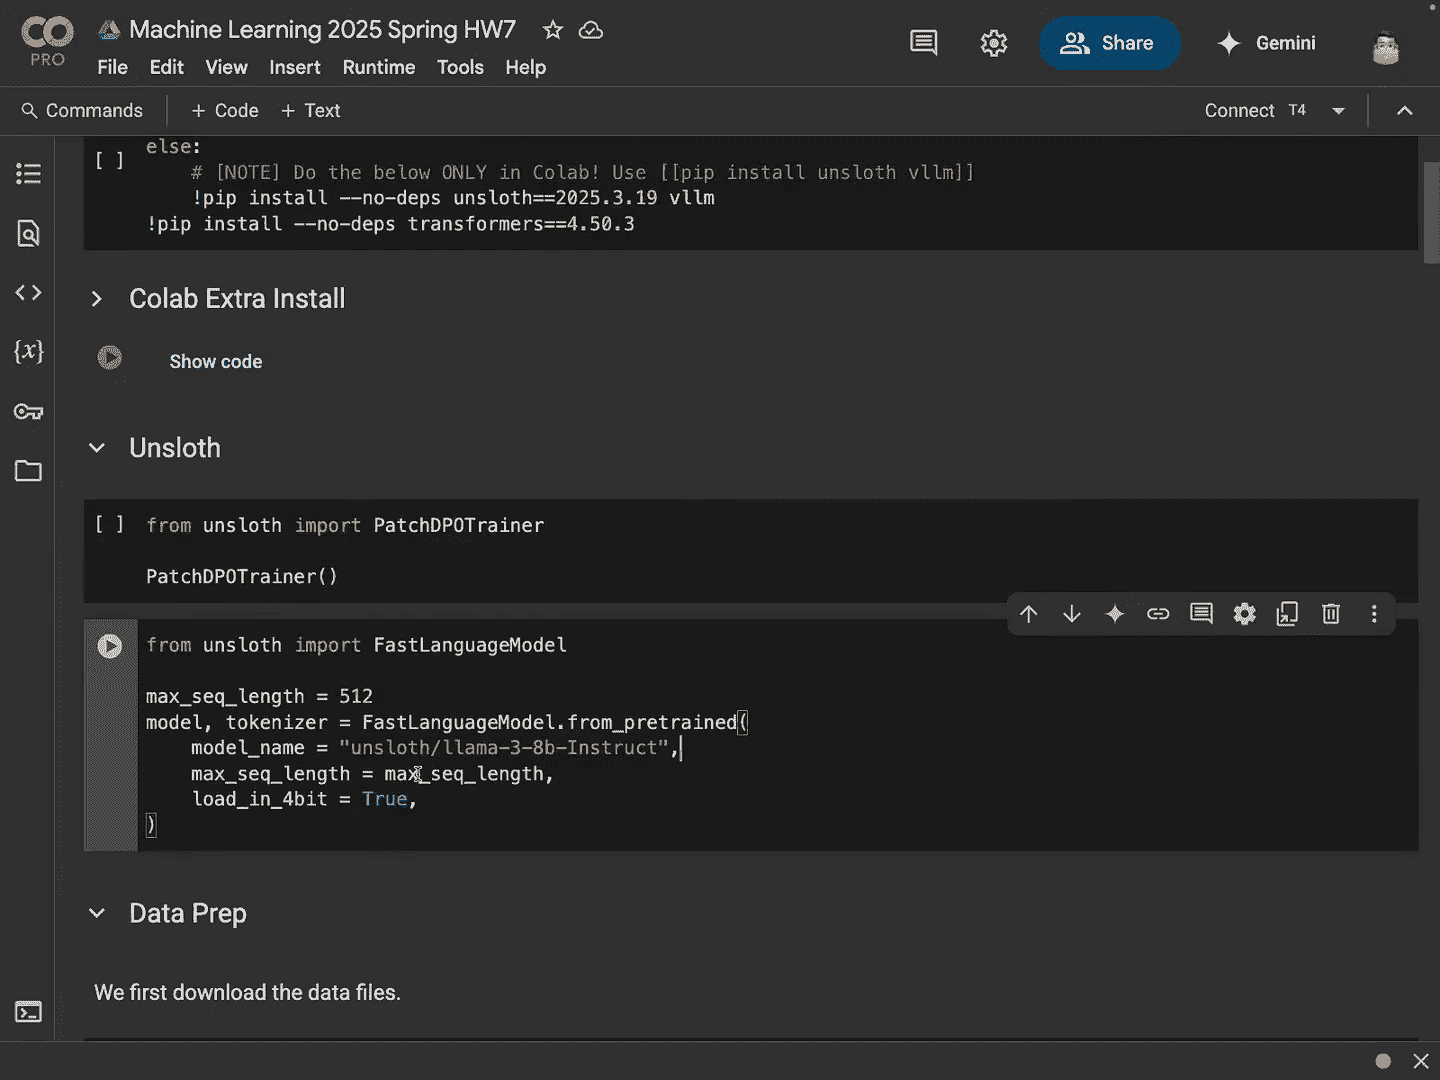 CO
PRO
Machine Learning 2025 Spring HW7
File Edit View Insert Runtime Tools Help
Share
Gemini
Commands + Code + Text
Connect T4
else:
[ ]
# [NOTE] Do the below ONLY in Colab! Use [[pip install unsloth vllm]]
!pip install --no-deps unsloth==2025.3.19 vllm
!pip install --no-deps transformers==4.50.3
Colab Extra Install
Show code
Unsloth
[ ] from unsloth import PatchDPOTrainer
PatchDPOTrainer()
from unsloth import FastLanguageModel
max_seq_length = 512
model, tokenizer = FastLanguageModel.from_pretrained(
model_name = "unsloth/llama-3-8b-Instruct",
max_seq_length = max_seq_length,
load_in_4bit = True,
)
Data Prep
We first download the data files.